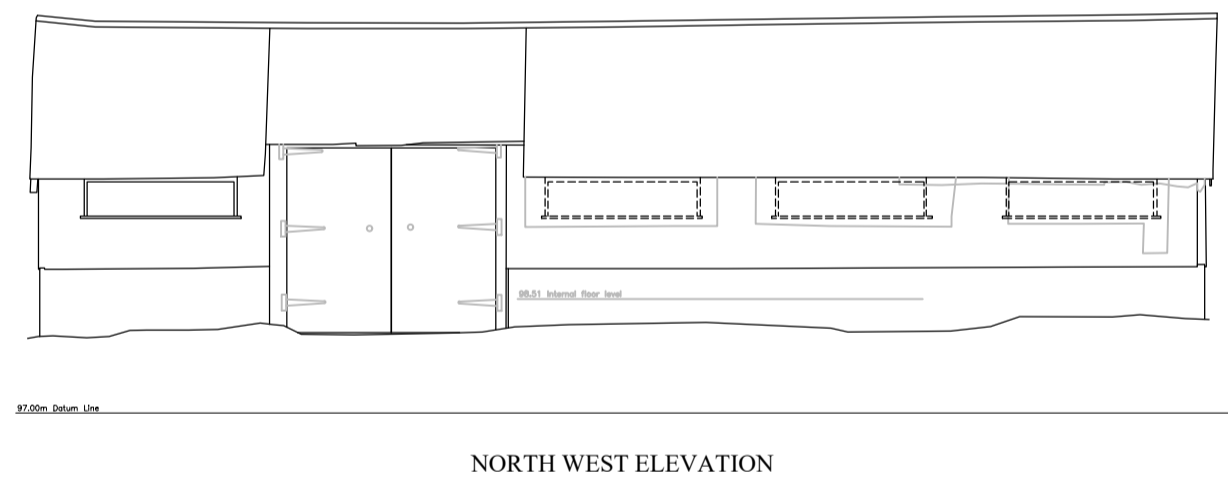 98.51 Internal floor level
97.00m Datum Line
NORTH WEST ELEVATION